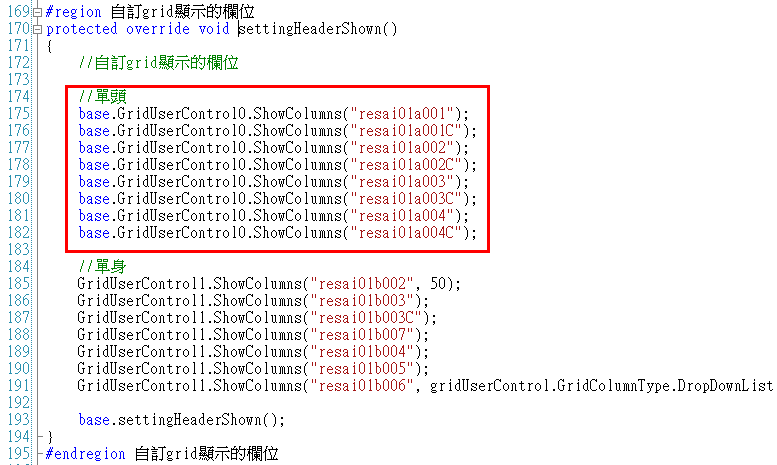 169 #region 自訂grid顯示的欄位
170 protected override void settingHeaderShown()
171 {
172 //自訂grid顯示的欄位
173
174 //單頭
175 base.GridUserControl0.ShowColumns("resai01a001");
176 base.GridUserControl0.ShowColumns("resai01a001C");
177 base.GridUserControl0.ShowColumns("resai01a002");
178 base.GridUserControl0.ShowColumns("resai01a002C");
179 base.GridUserControl0.ShowColumns("resai01a003");
180 base.GridUserControl0.ShowColumns("resai01a003C");
181 base.GridUserControl0.ShowColumns("resai01a004");
182 base.GridUserControl0.ShowColumns("resai01a004C");
183
184 //單身
185 GridUserControl1.ShowColumns("resai01b002", 50);
186 GridUserControl1.ShowColumns("resai01b003");
187 GridUserControl1.ShowColumns("resai01b003C");
188 GridUserControl1.ShowColumns("resai01b007");
189 GridUserControl1.ShowColumns("resai01b004");
190 GridUserControl1.ShowColumns("resai01b005");
191 GridUserControl1.ShowColumns("resai01b006", gridUserControl.GridColumnType.DropDownList
192
193 base.settingHeaderShown();
194 }
195 #endregion 自訂grid顯示的欄位